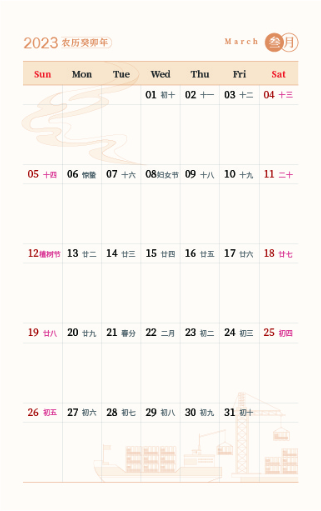 2023 农历癸卯年
March 叁月
Sun Mon Tue Wed Thu Fri Sat
01 初十 02 十一 03 十二 04 十三
05 十四 06 惊蛰 07 十六 08妇女节 09 十八 10 十九 11 二十
12植树节 13 廿二 14 廿三 15 廿四 16 廿五 17 廿六 18 廿七
19 廿八 20 廿九 21 春分 22 二月 23 初二 24 初三 25 初四
26 初五 27 初六 28 初七 29 初八 30 初九 31 初十